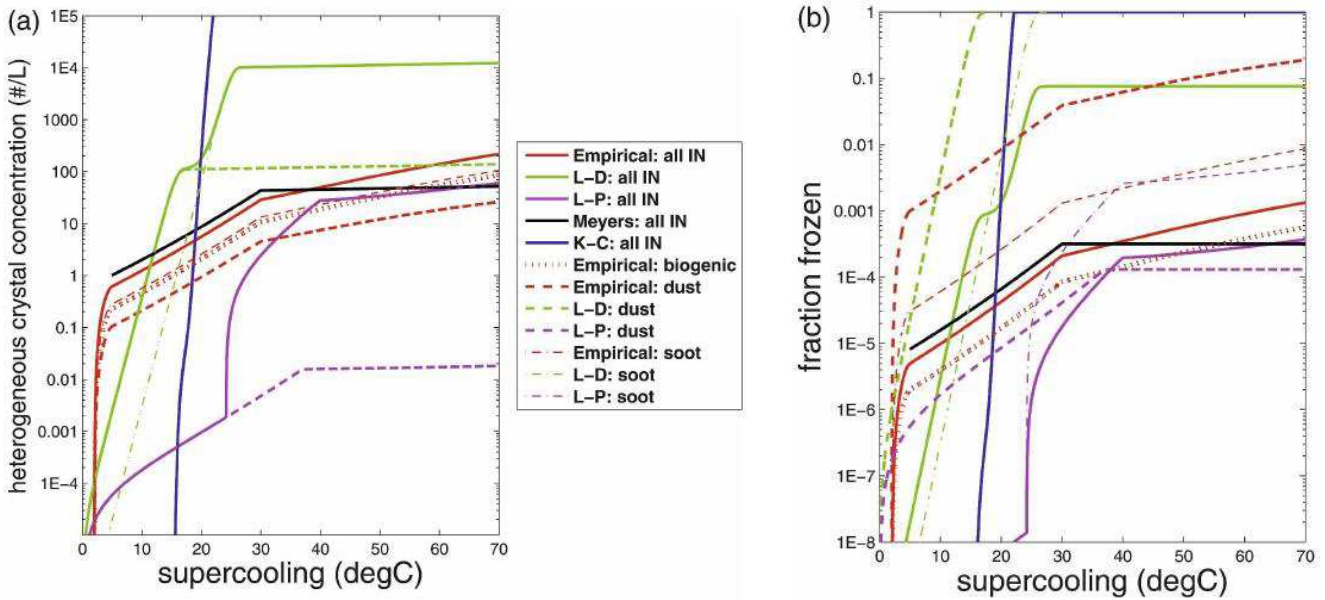 (a)
heterogeneous crystal concentration (#/L)
1E5
1E4
1000
100
10
1
0.1
0.01
0.001
1E−4
0 10 20 30 40 50 60 70
supercooling (degC)
Empirical: all IN
L−D: all IN
L−P: all IN
Meyers: all IN
K−C: all IN
Empirical: biogenic
Empirical: dust
L−D: dust
L−P: dust
Empirical: soot
L−D: soot
L−P: soot
(b)
fraction frozen
1
0.1
0.01
0.001
1E−4
1E−5
1E−6
1E−7
1E−8
0 10 20 30 40 50 60 70
supercooling (degC)